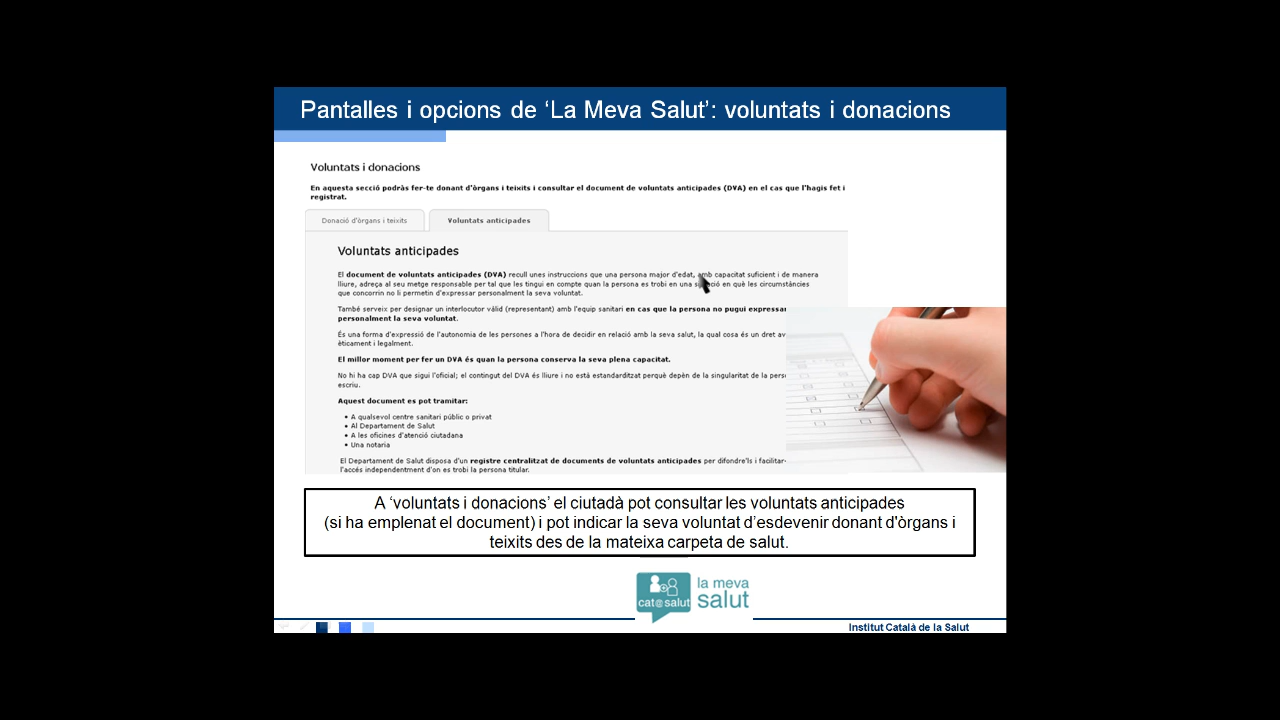 Pantalles i opcions de ‘La Meva Salut’: voluntats i donacions
Voluntats i donacions
En aquesta secció podràs fer-te donant d'òrgans i teixits i consultar el document de voluntats anticipades (DVA) en el cas que l'hagis fet i
registrat.
Donació d'òrgans i teixits
Voluntats anticipades
Voluntats anticipades
El document de voluntats anticipades (DVA) recull unes instruccions que una persona major d'edat, amb capacitat suficient i de manera
lliure, adreça al seu metge responsable per tal que les tingui en compte quan la persona es trobi en una situació en què les circumstàncies
que concorrin no li permetin d'expressar personalment la seva voluntat.
També serveix per designar un interlocutor vàlid (representant) amb l'equip sanitari en cas que la persona no pugui expressar
personalment la seva voluntat.
És una forma d'expressió de l'autonomia de les persones a l'hora de decidir en relació amb la seva salut, la qual cosa és un dret
èticament i legalment.
El millor moment per fer un DVA és quan la persona conserva la seva plena capacitat.
No hi ha cap DVA que sigui l'oficial; el contingut del DVA és lliure i no està estandarditzat perquè depèn de la singularitat de la
escriu.
Aquest document es pot tramitar:
• A qualsevol centre sanitari públic o privat
• Al Departament de Salut
• A les oficines d'atenció ciutadana
• Una notaria
El Departament de Salut disposa d'un registre centralitzat de documents de voluntats anticipades per difondre'ls i facilitar-
l'accés independentment d'on es trobi la persona titular.
A ‘voluntats i donacions’ el ciutadà pot consultar les voluntats anticipades
(si ha emplenat el document) i pot indicar la seva voluntat d’esdevenir donant d'òrgans i
teixits des de la mateixa carpeta de salut.
cat@salut
la meva
salut
Institut Català de la Salut